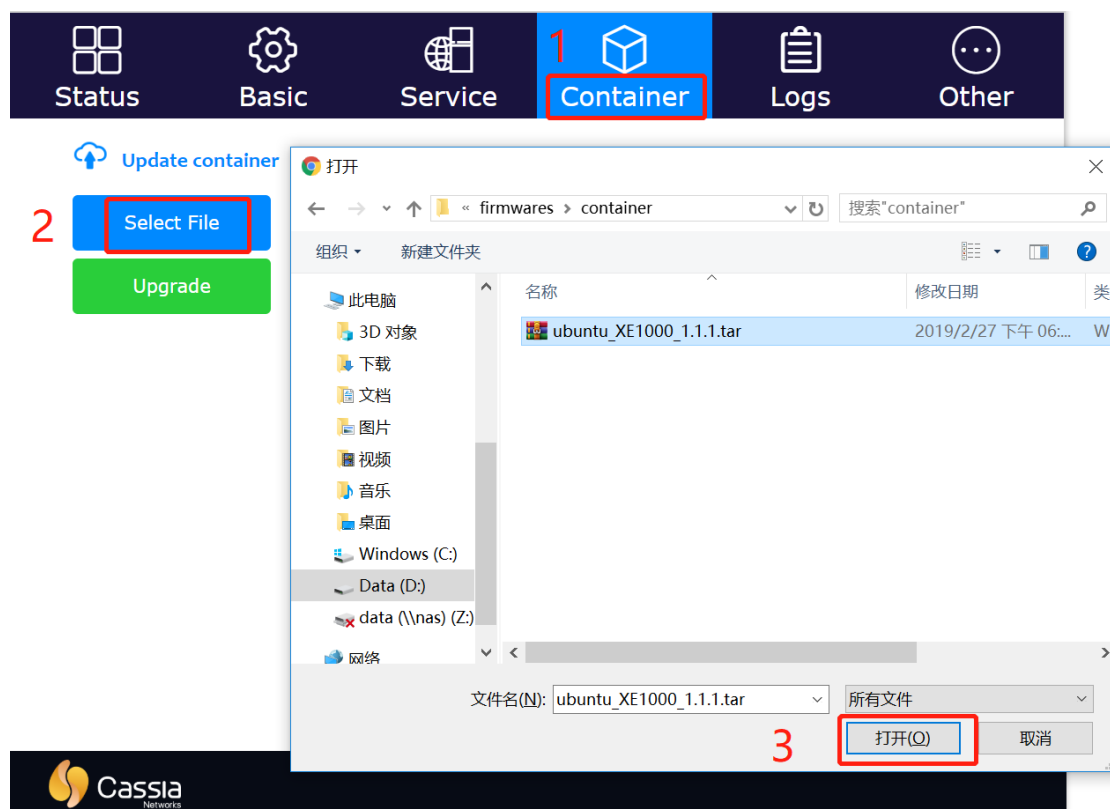 1
Status Basic Service Container Logs Other
Update container
打开
2
Select File
Upgrade
« firmwares > container
搜索"container"
组织
新建文件夹
名称
修改日期
类
此电脑
3D 对象
下载
文档
图片
视频
音乐
桌面
Windows (C:)
Data (D:)
data (\\nas) (Z:)
网络
ubuntu_XE1000_1.1.1.tar
2019/2/27 下午 06:...
W
文件名(N):
ubuntu_XE1000_1.1.1.tar
所有文件
3
打开(O)
取消
Cassia
Networks